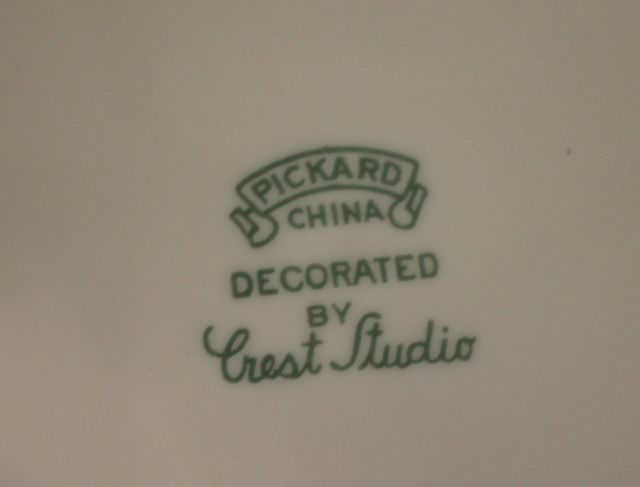 PICKARD
CHINA
DECORATED
BY
Crest Studio